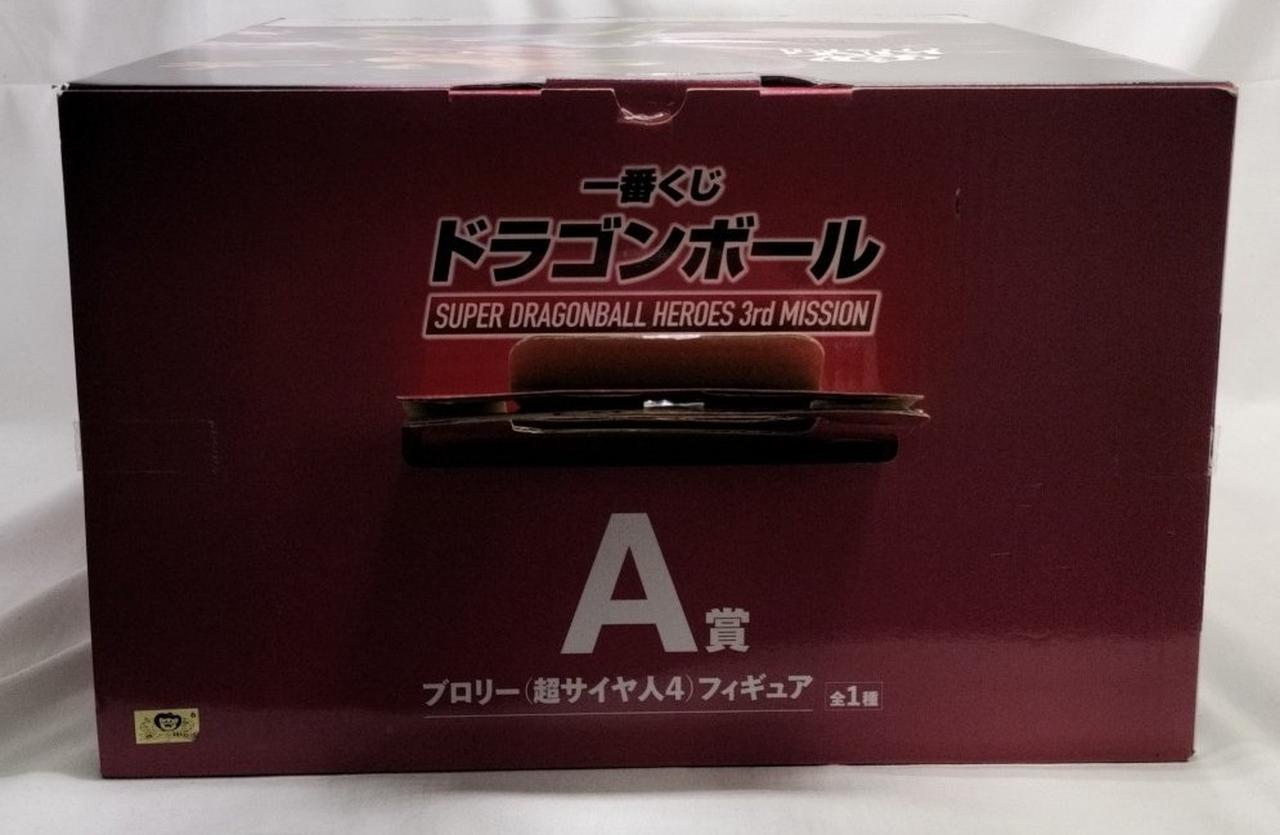 一番くじ
ドラゴンボール
SUPER DRAGONBALL HEROES 3rd MISSION
A賞
ブロリー(超サイヤ人4)フィギュア 全1種